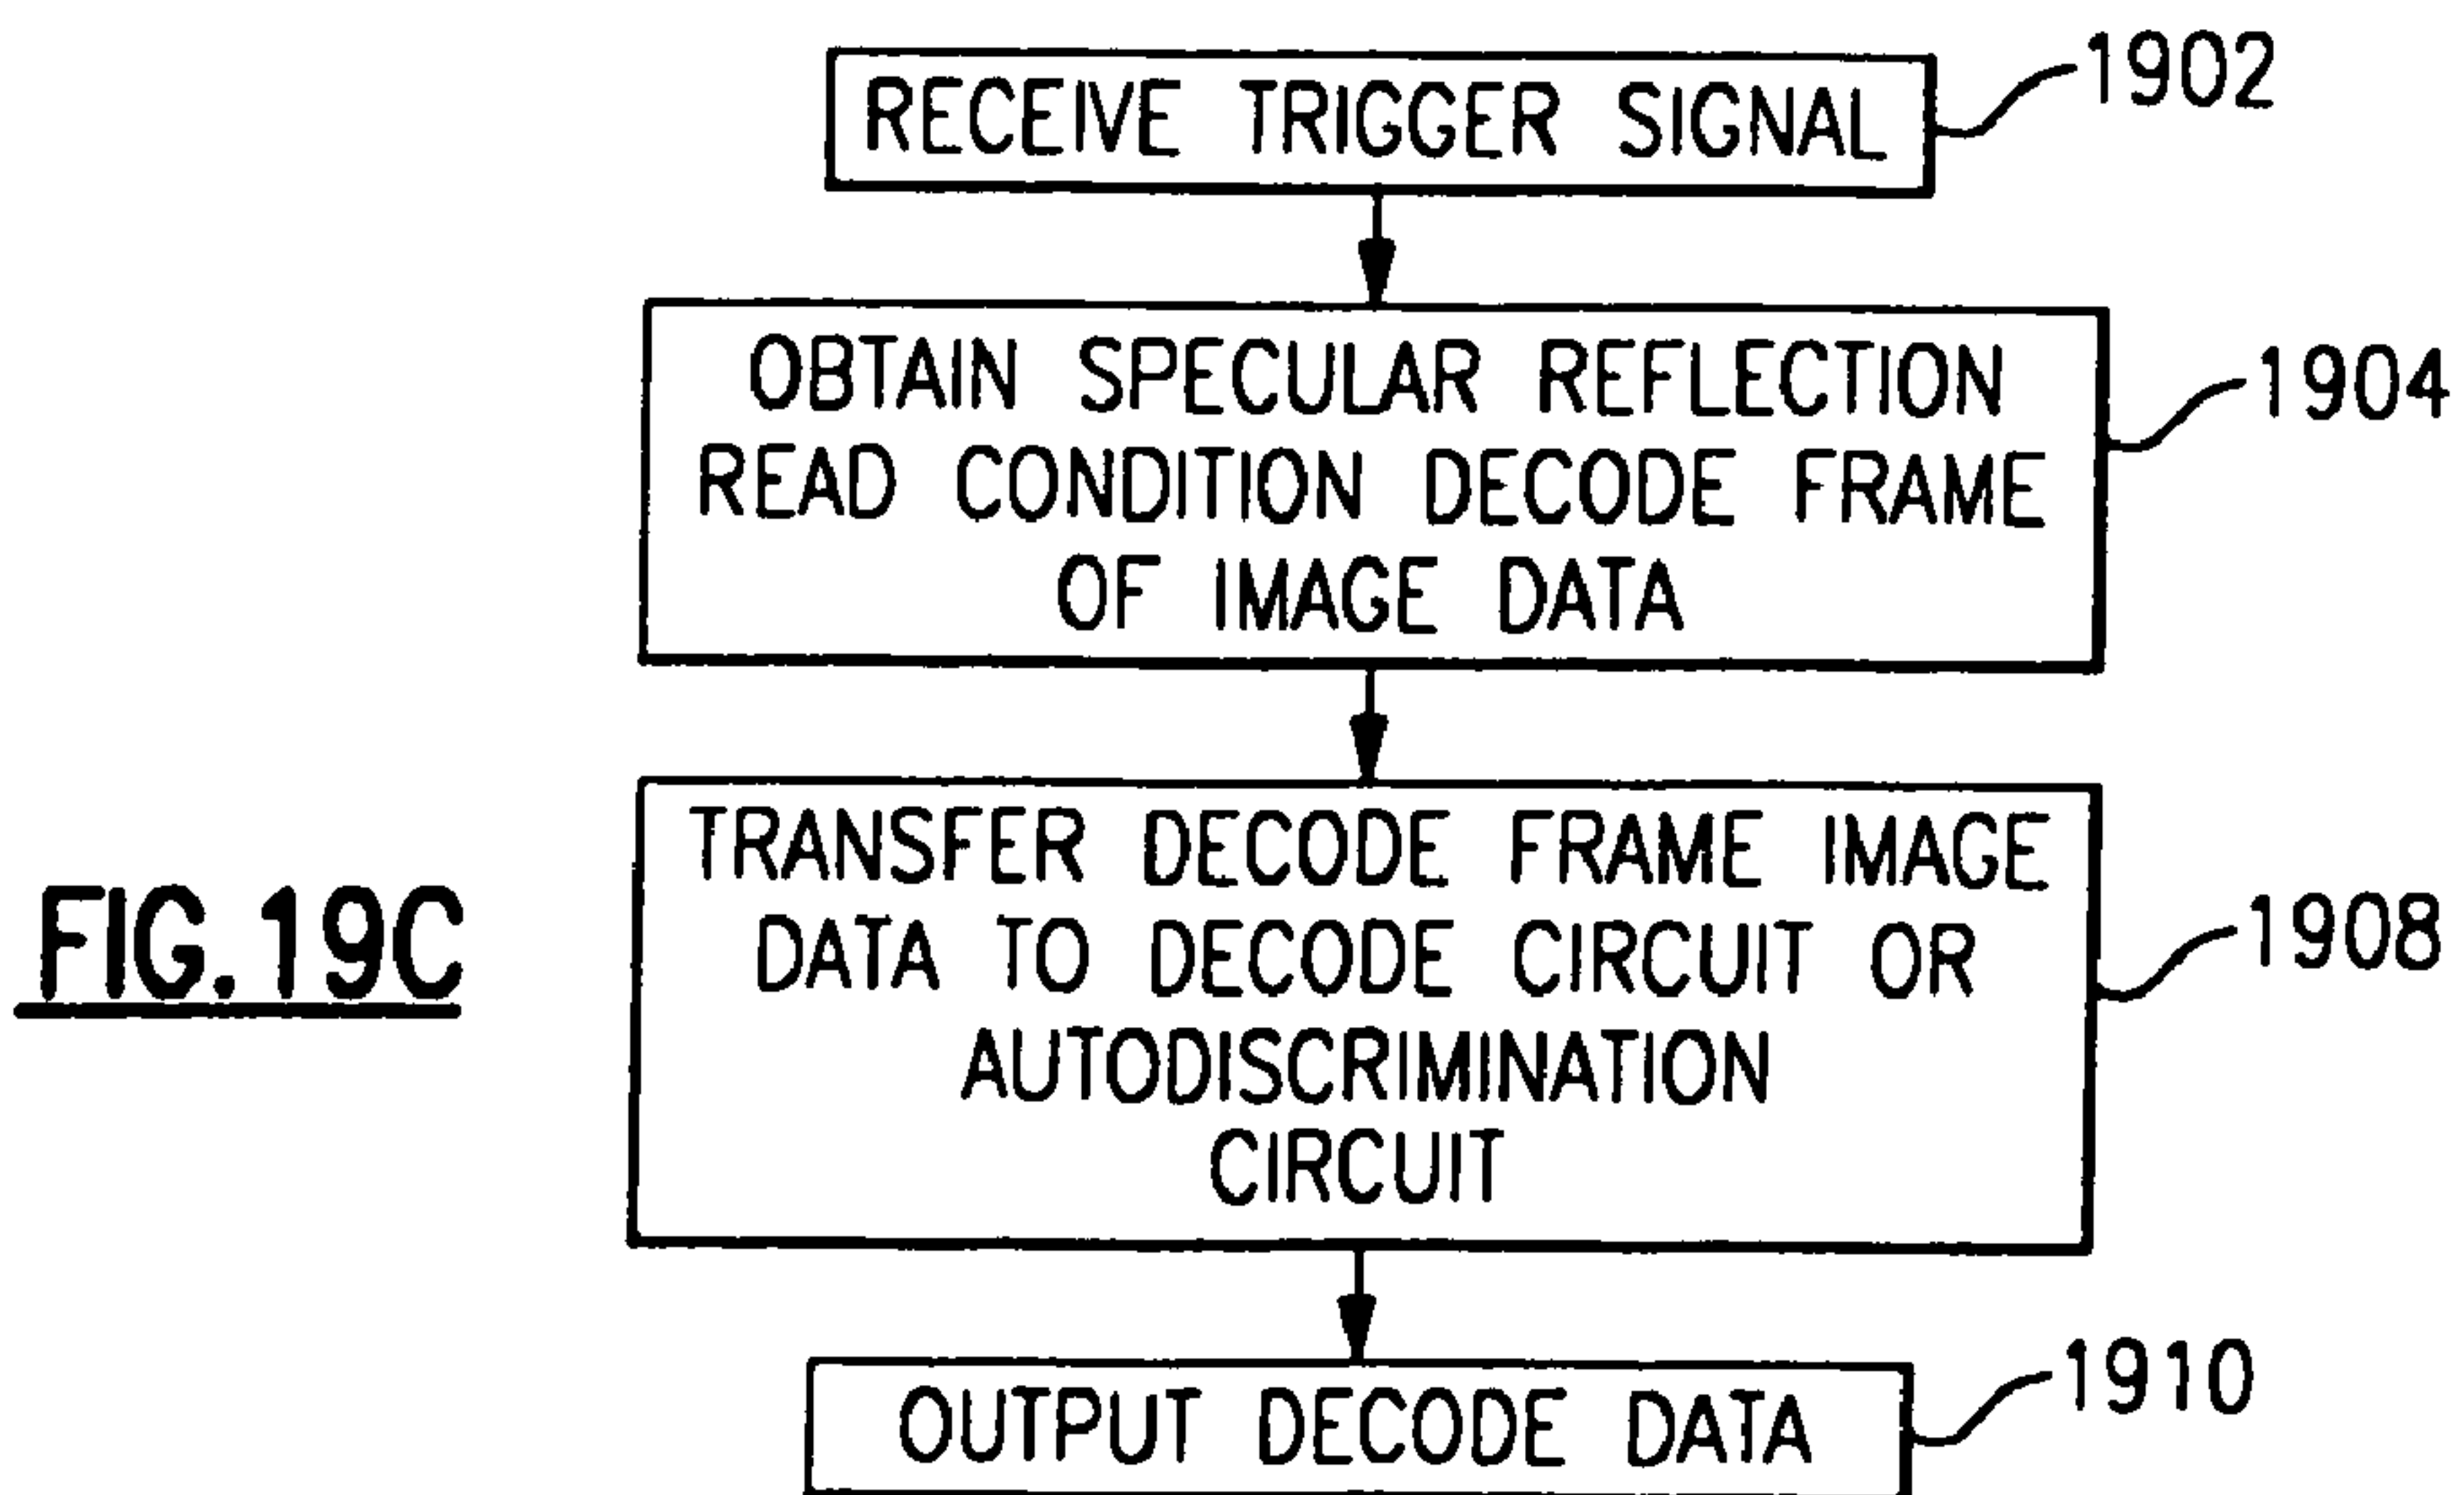 RECEIVE TRIGGER SIGNAL
1902
OBTAIN SPECULAR REFLECTION
READ CONDITION DECODE FRAME
OF IMAGE DATA
1904
TRANSFER DECODE FRAME IMAGE
DATA TO DECODE CIRCUIT OR
AUTODISCRIMINATION
CIRCUIT
1908
FIG. 19C
OUTPUT DECODE DATA
1910